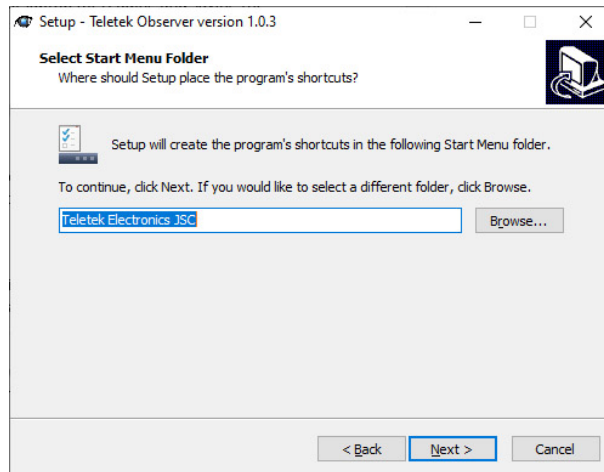 Setup - Teletek Observer version 1.0.3
Select Start Menu Folder
Where should Setup place the program's shortcuts?
Setup will create the program's shortcuts in the following Start Menu folder.
To continue, click Next. If you would like to select a different folder, click Browse.
Teletek Electronics JSC
Browse...
< Back
Next >
Cancel